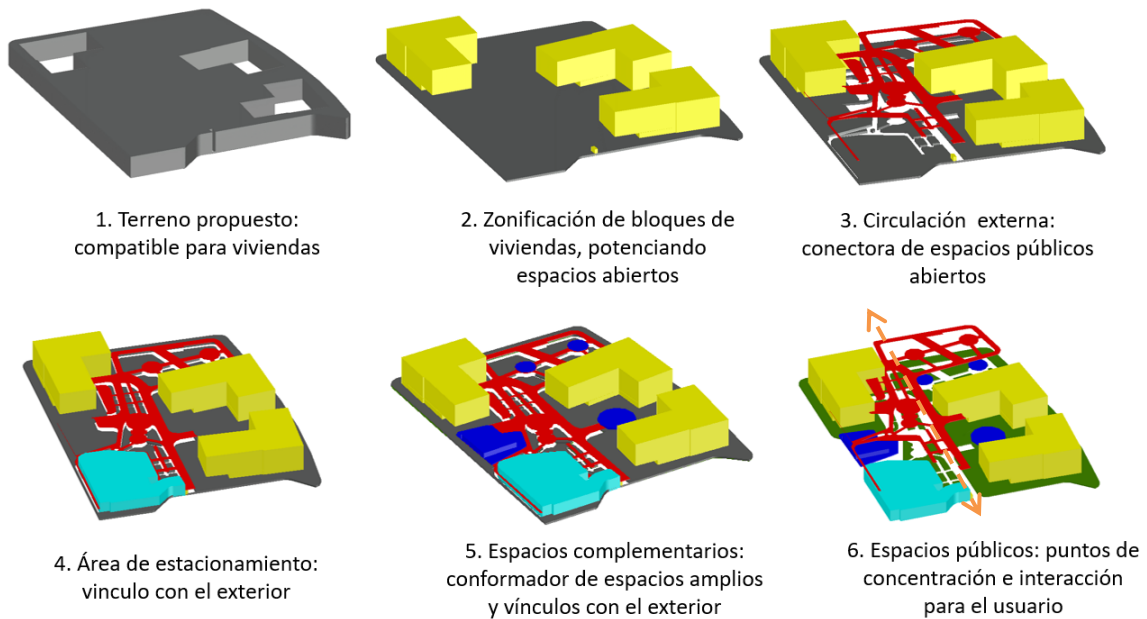 1. Terreno propuesto:
compatible para viviendas
2. Zonificación de bloques de
viviendas, potenciando
espacios abiertos
3. Circulación  externa:
conectora de espacios públicos
abiertos
4. Área de estacionamiento:
vinculo con el exterior
5. Espacios complementarios:
conformador de espacios amplios
y vínculos con el exterior
6. Espacios públicos: puntos de
concentración e interacción
para el usuario